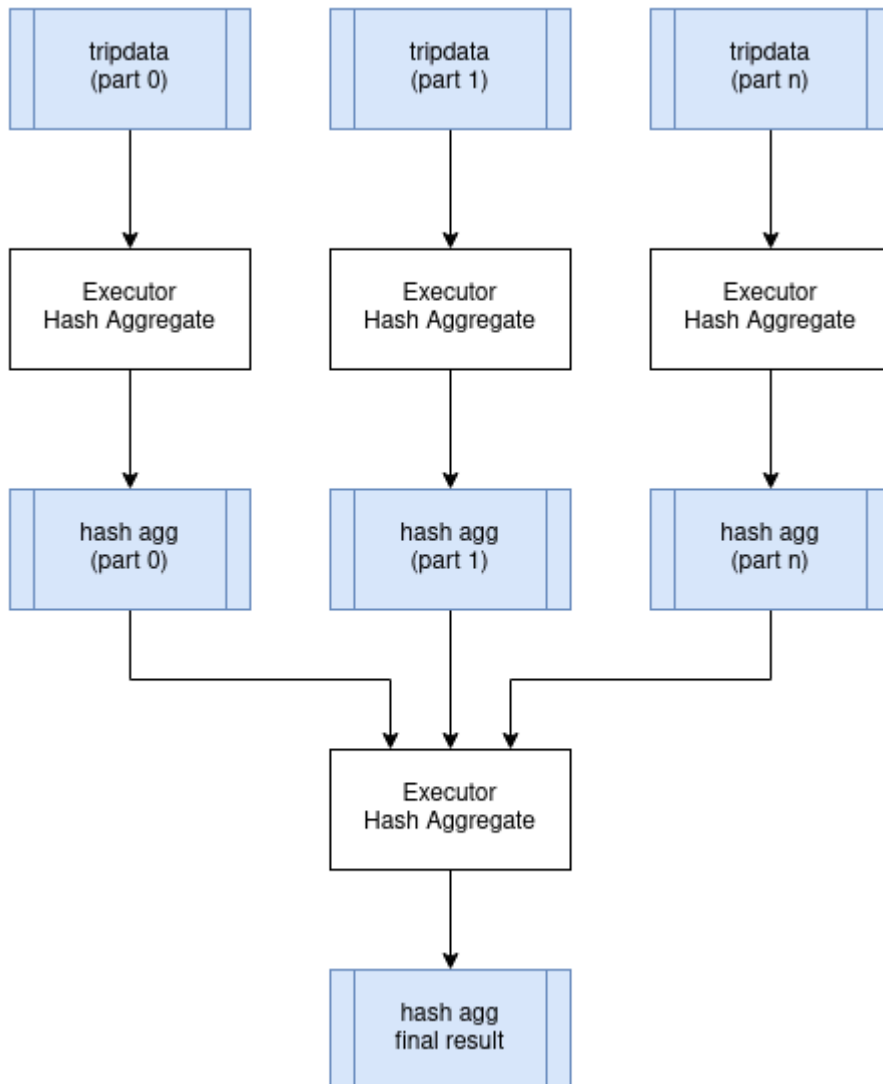 tripdata
(part 0)
tripdata
(part 1)
tripdata
(part n)
Executor
Hash Aggregate
Executor
Hash Aggregate
Executor
Hash Aggregate
hash agg
(part 0)
hash agg
(part 1)
hash agg
(part n)
Executor
Hash Aggregate
hash agg
final result